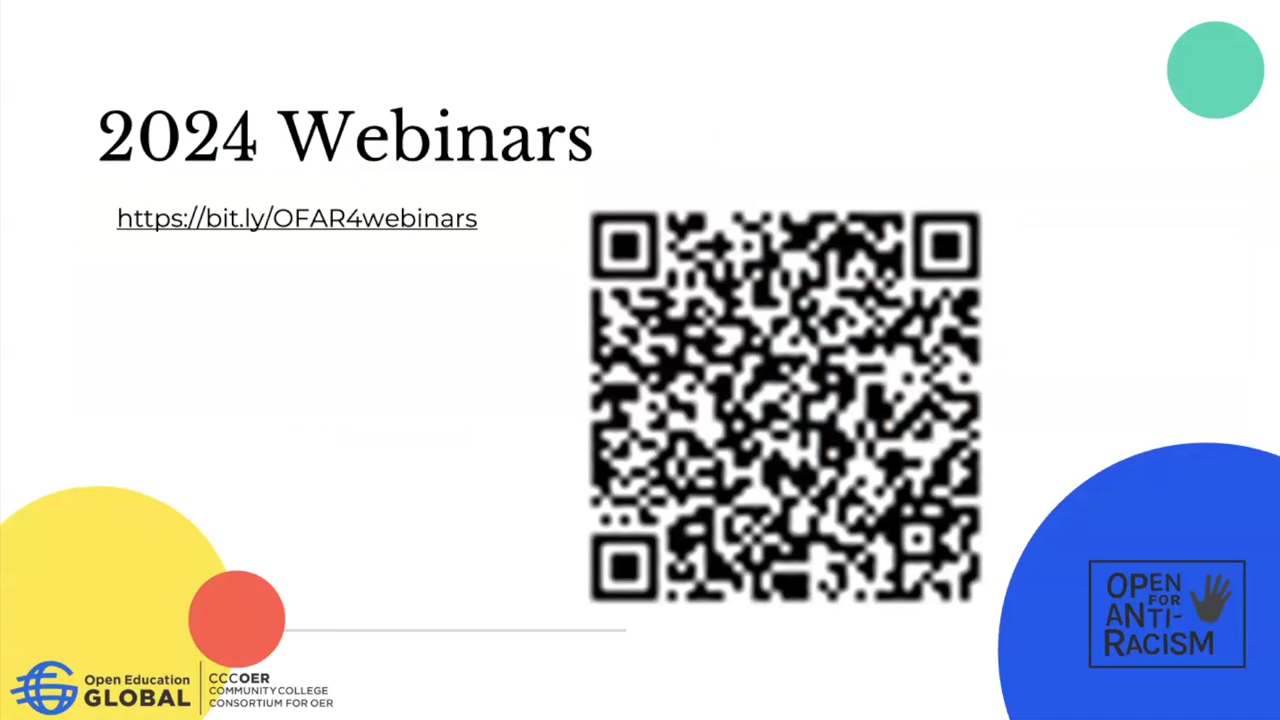 2024 Webinars
https://bit.ly/OFAR4webinars
OPEN
FOR
ANTI-
RACISM
Open Education
GLOBAL
CCCOER
COMMUNITY COLLEGE
CONSORTIUM FOR OER